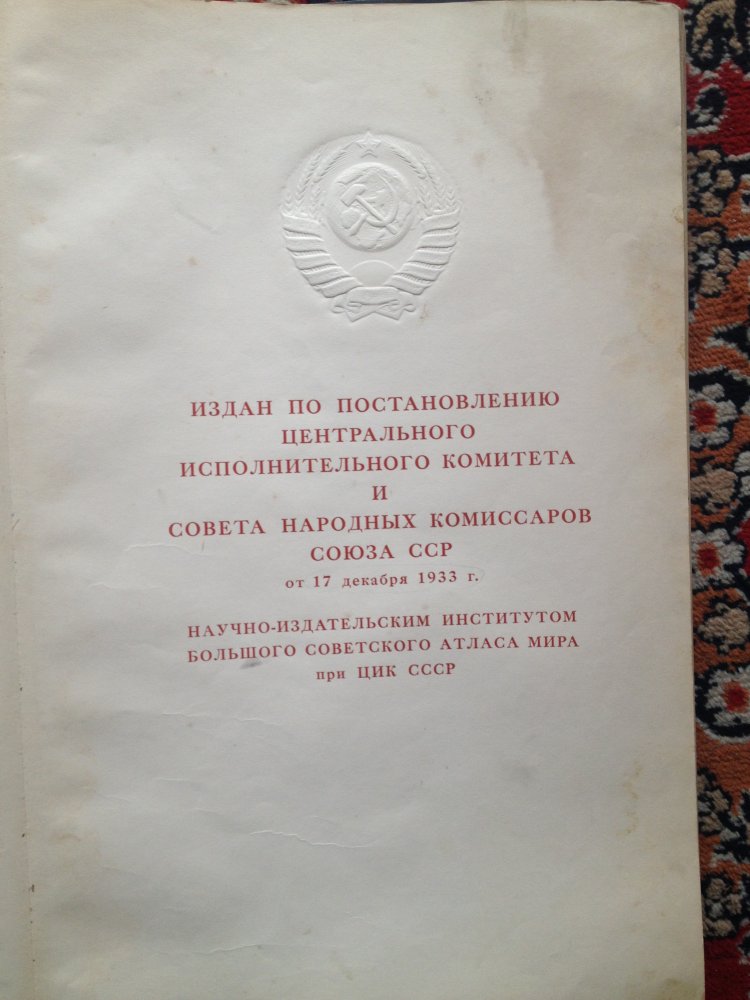 ИЗДАН ПО ПОСТАНОВЛЕНИЮ
ЦЕНТРАЛЬНОГО
ИСПОЛНИТЕЛЬНОГО КОМИТЕТА
И
СОВЕТА НАРОДНЫХ КОМИССАРОВ
СОЮЗА ССР
от 17 декабря 1933 г.
НАУЧНО-ИЗДАТЕЛЬСКИМ ИНСТИТУТОМ
БОЛЬШОГО СОВЕТСКОГО АТЛАСА МИРА
при ЦИК СССР